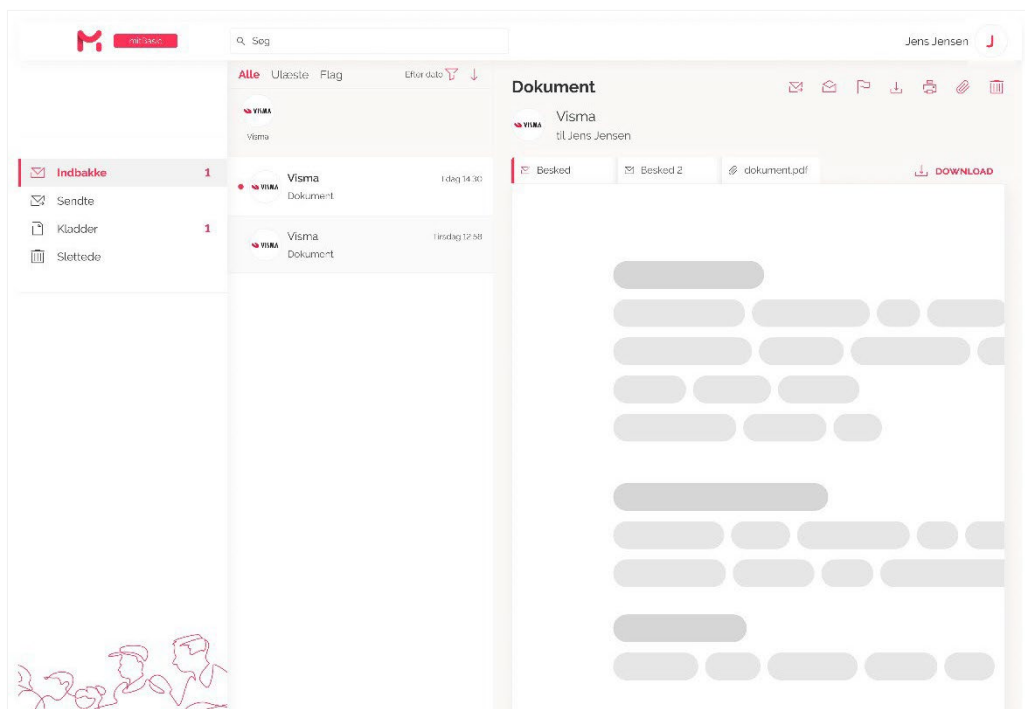 mitBasic
Søg
Jens Jensen
J
Alle Ulæste Flag
Efter dato
VISMA
Visma
Indbakke 1
Sendte
Kladder 1
Slettede
VISMA
Visma
I dag 14:30
Dokument
VISMA
Visma
Tirsdag 12:58
Dokument
Dokument
VISMA
Visma
til Jens Jensen
Besked
Besked 2
dokument.pdf
DOWNLOAD